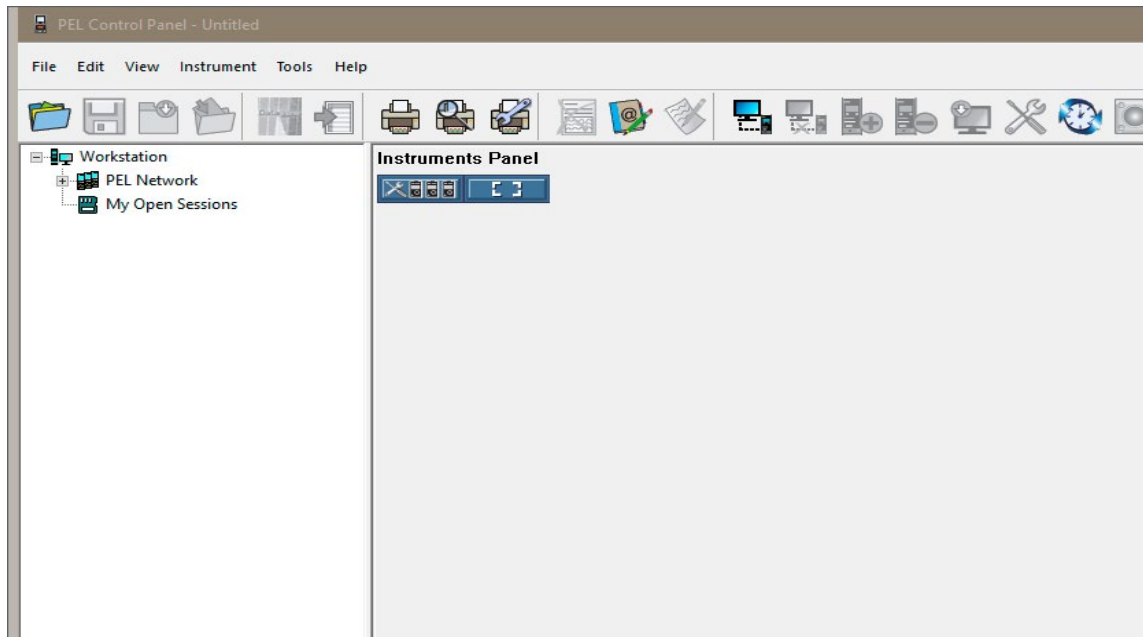 PEL Control Panel - Untitled
File Edit View Instrument Tools Help
Workstation
PEL Network
My Open Sessions
Instruments Panel